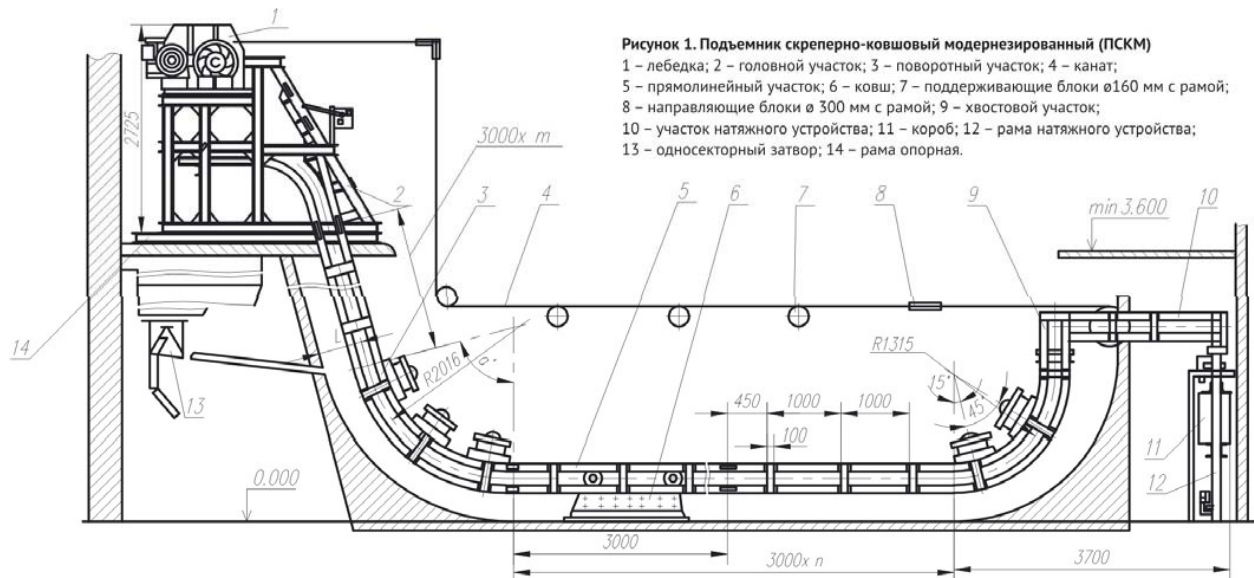 Рисунок 1. Подъемник скреперно-ковшовый модернезированный (ПСКМ)
1 – лебедка; 2 – головной участок; 3 – поворотный участок; 4 – канат;
5 – прямолинейный участок; 6 – ковш; 7 – поддерживающие блоки ø160 мм с рамой;
8 – направляющие блоки ø 300 мм с рамой; 9 – хвостовой участок;
10 – участок натяжного устройства; 11 – короб; 12 – рама натяжного устройства;
13 – односекторный затвор; 14 – рама опорная.
1
2725
3000x m
2
3
4
5
6
7
8
9
10
min 3.600
14
13
L
R2016
α°
R1315
15°
45°
450
1000
1000
100
11
12
0.000
3000
3000x n
3700